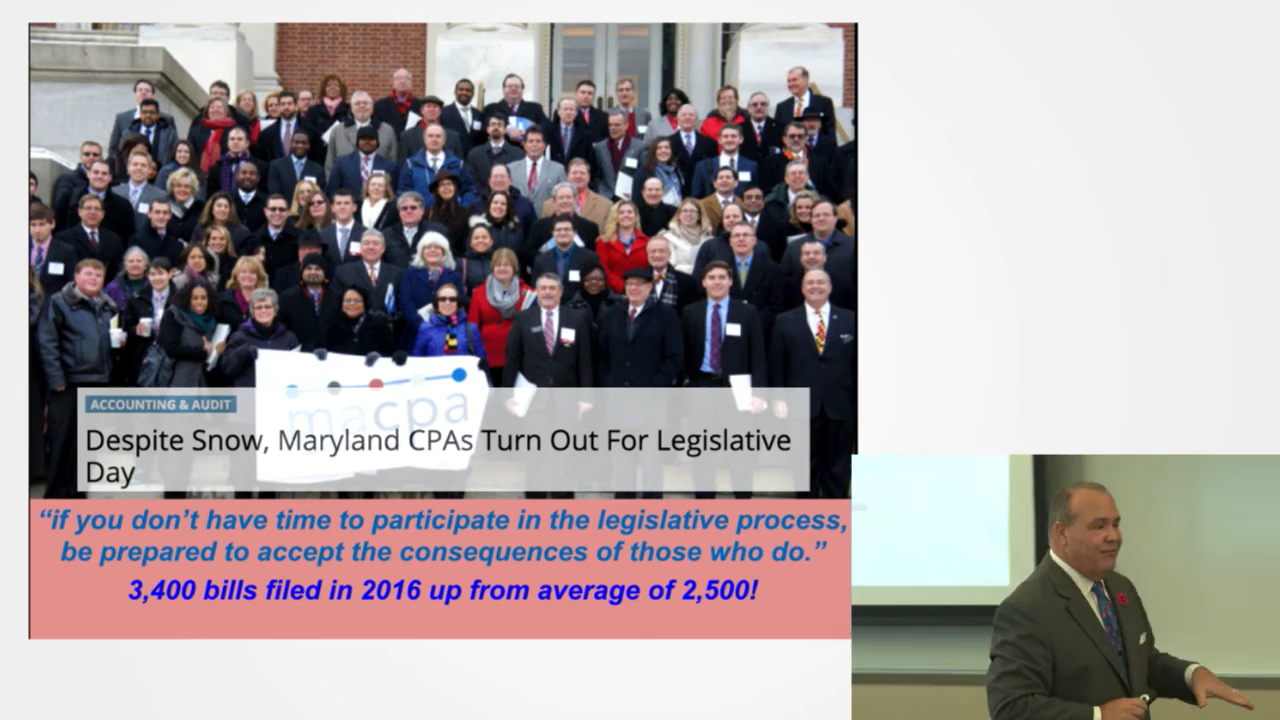 macpa
ACCOUNTING & AUDIT
Despite Snow, Maryland CPAs Turn Out For Legislative
Day
“if you don’t have time to participate in the legislative process,
be prepared to accept the consequences of those who do.”
3,400 bills filed in 2016 up from average of 2,500!